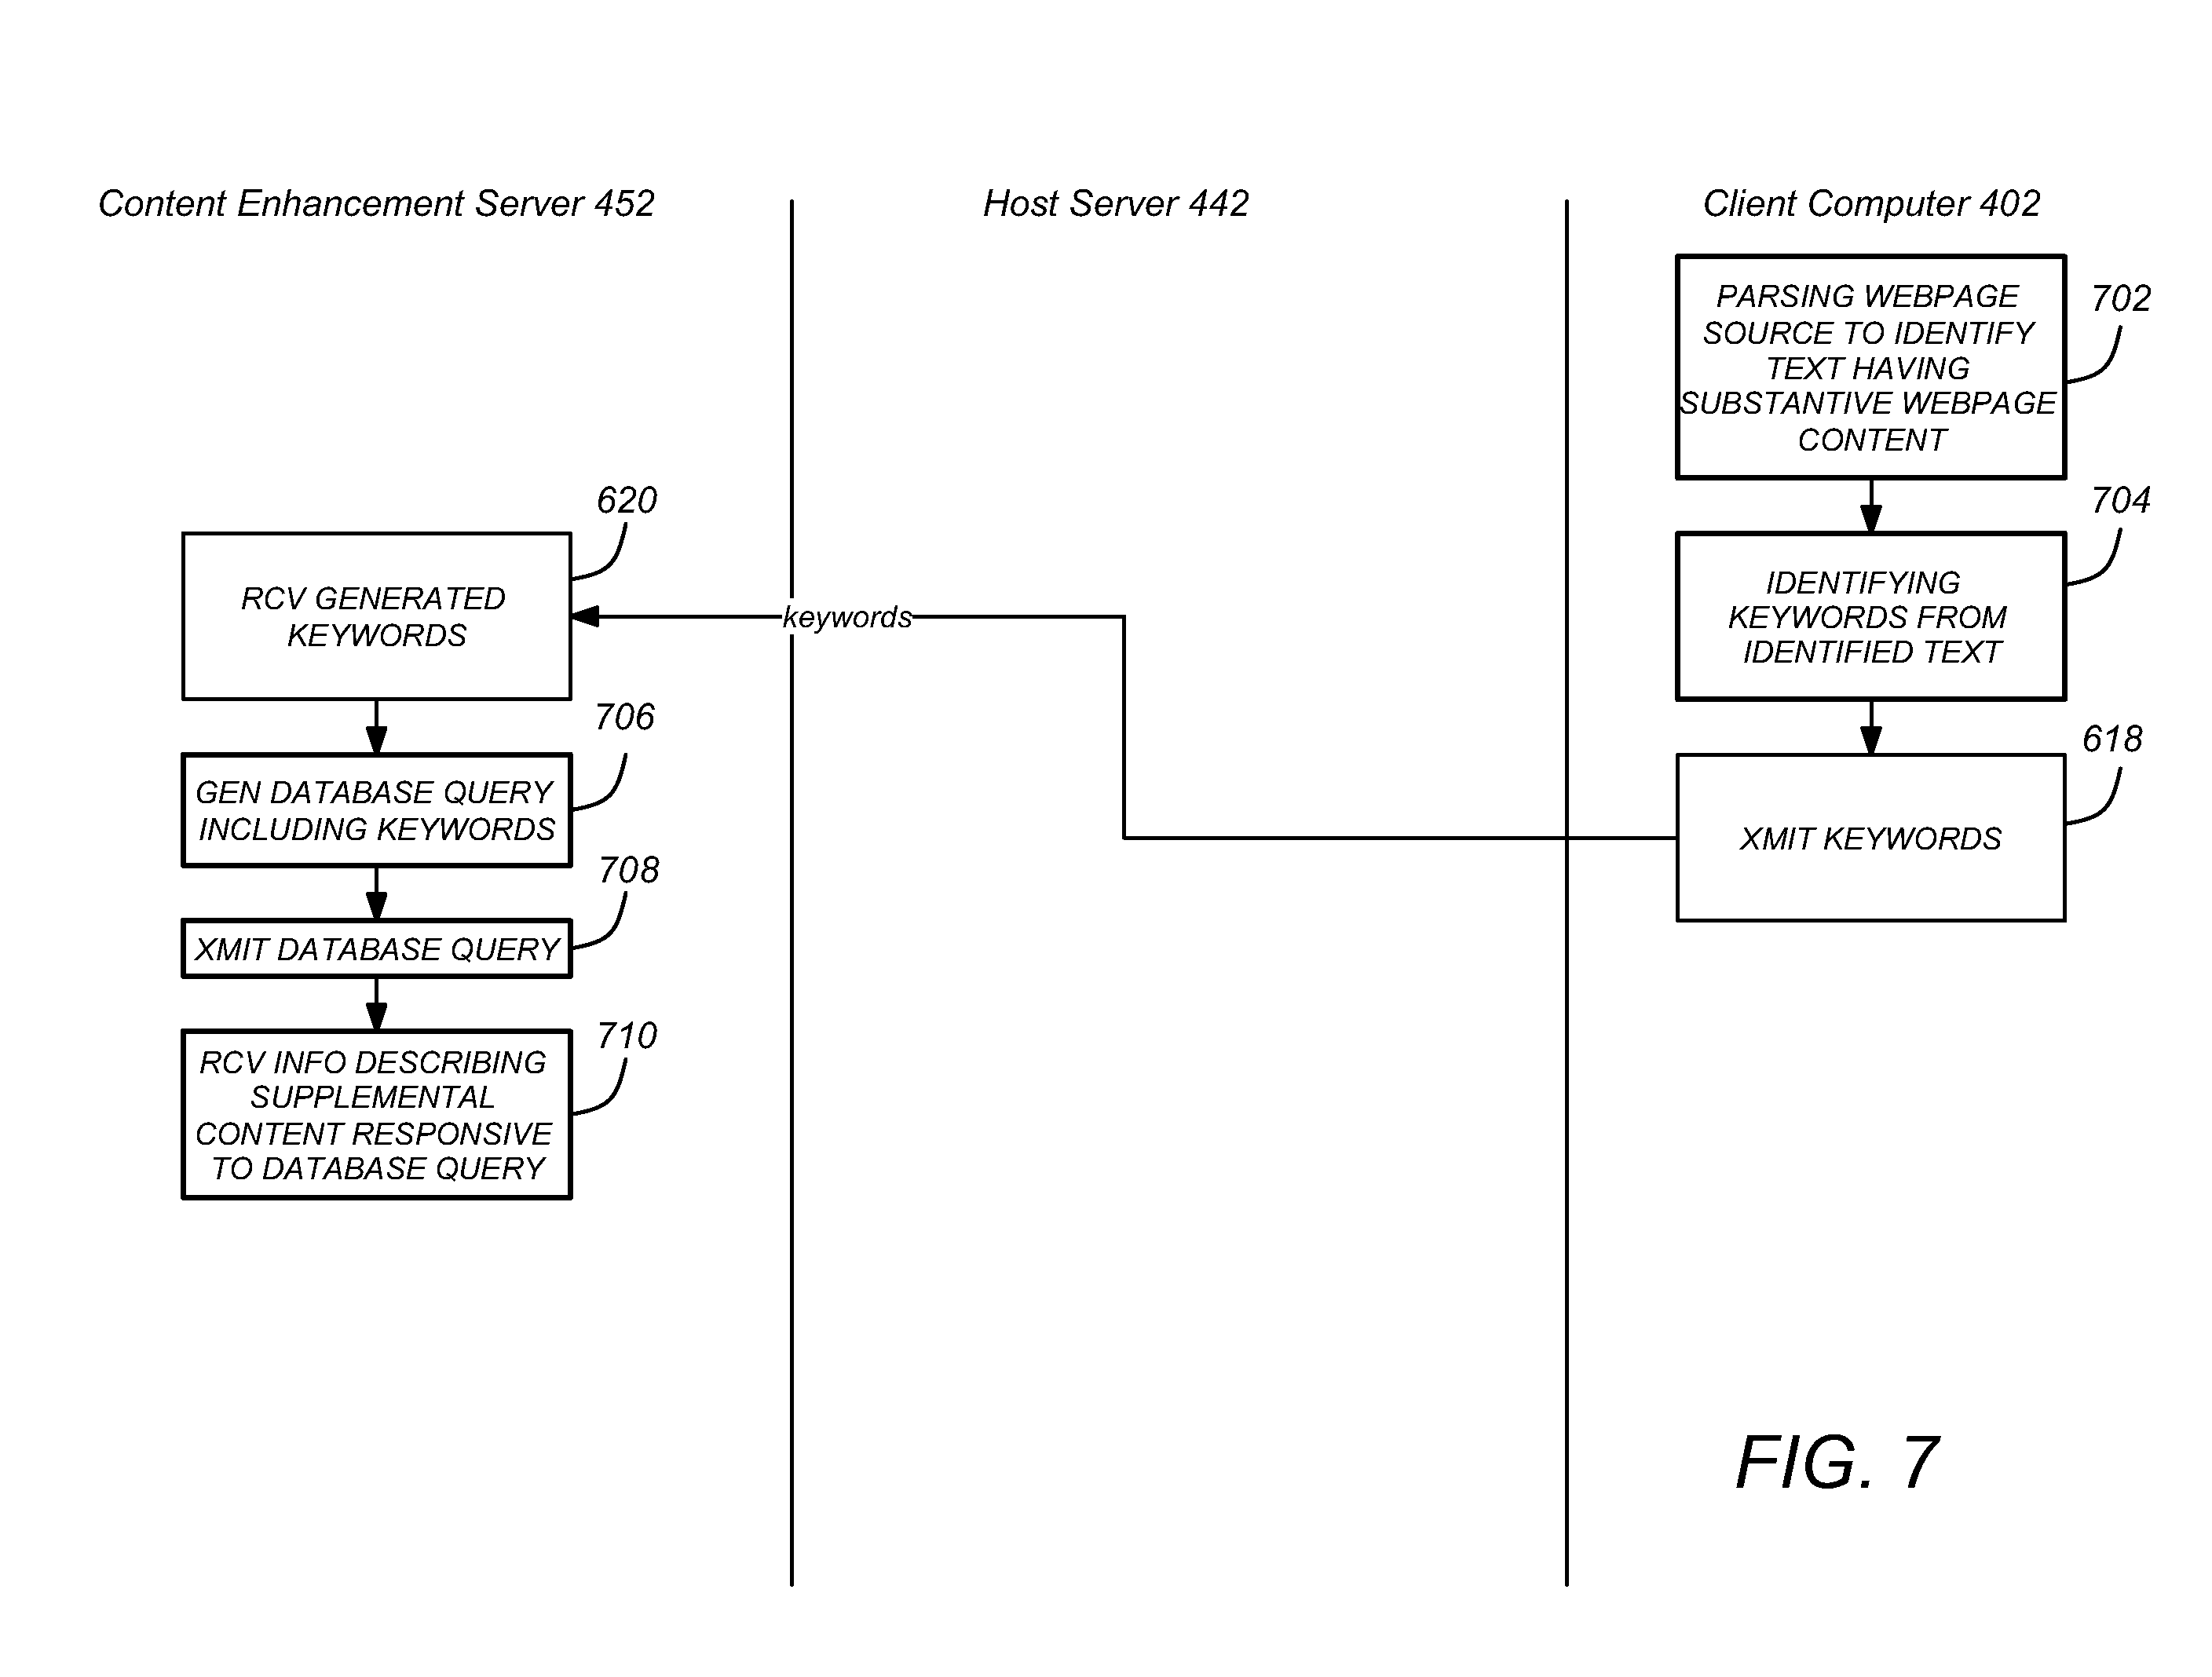 Content Enhancement Server 452
Host Server 442
Client Computer 402
PARSING WEBPAGE
SOURCE TO IDENTIFY
TEXT HAVING
SUBSTANTIVE WEBPAGE
CONTENT
702
704
IDENTIFYING
KEYWORDS FROM
IDENTIFIED TEXT
618
XMIT KEYWORDS
keywords
620
RCV GENERATED
KEYWORDS
706
GEN DATABASE QUERY
INCLUDING KEYWORDS
708
XMIT DATABASE QUERY
710
RCV INFO DESCRIBING
SUPPLEMENTAL
CONTENT RESPONSIVE
TO DATABASE QUERY
FIG. 7